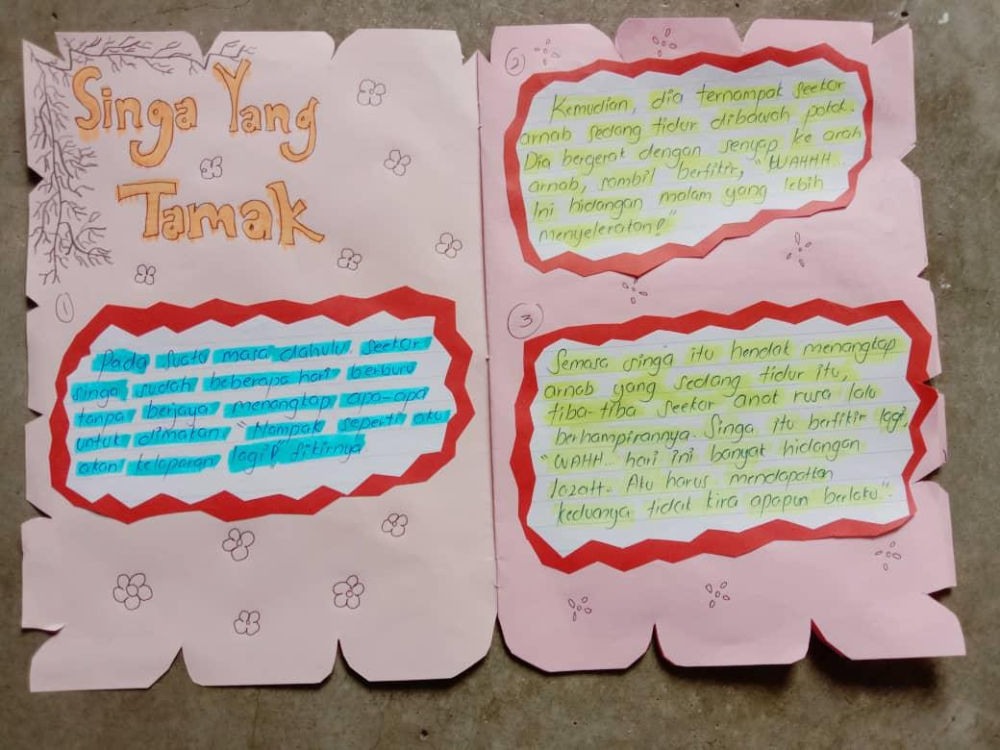 Singa Yang
Tamak
1
Pada suatu masa dahulu, seekor
singa sudah beberapa hari berburu
tanpa berjaya menangkap apa-apa
untuk dimakan. "Nampak seperti aku
akan kelaparan lagi!" fikirnya
2
Kemudian, dia ternampak seekor
arnab sedang tidur dibawah pokok.
Dia bergerak dengan senyap ke arah
arnab, sambil berfikir, "WAHHH...
Ini hidangan malam yang lebih
menyeleratan!"
3
Semasa singa itu hendak menangkap
arnab yang sedang tidur itu,
tiba-tiba seekor anak rusa lalu
berhampirannya. Singa itu berfikir lagi,
"WAHH... hari ini banyak hidangan
lazatt. Aku harus mendapatkan
keduanya tidak kira apapun berlaku".